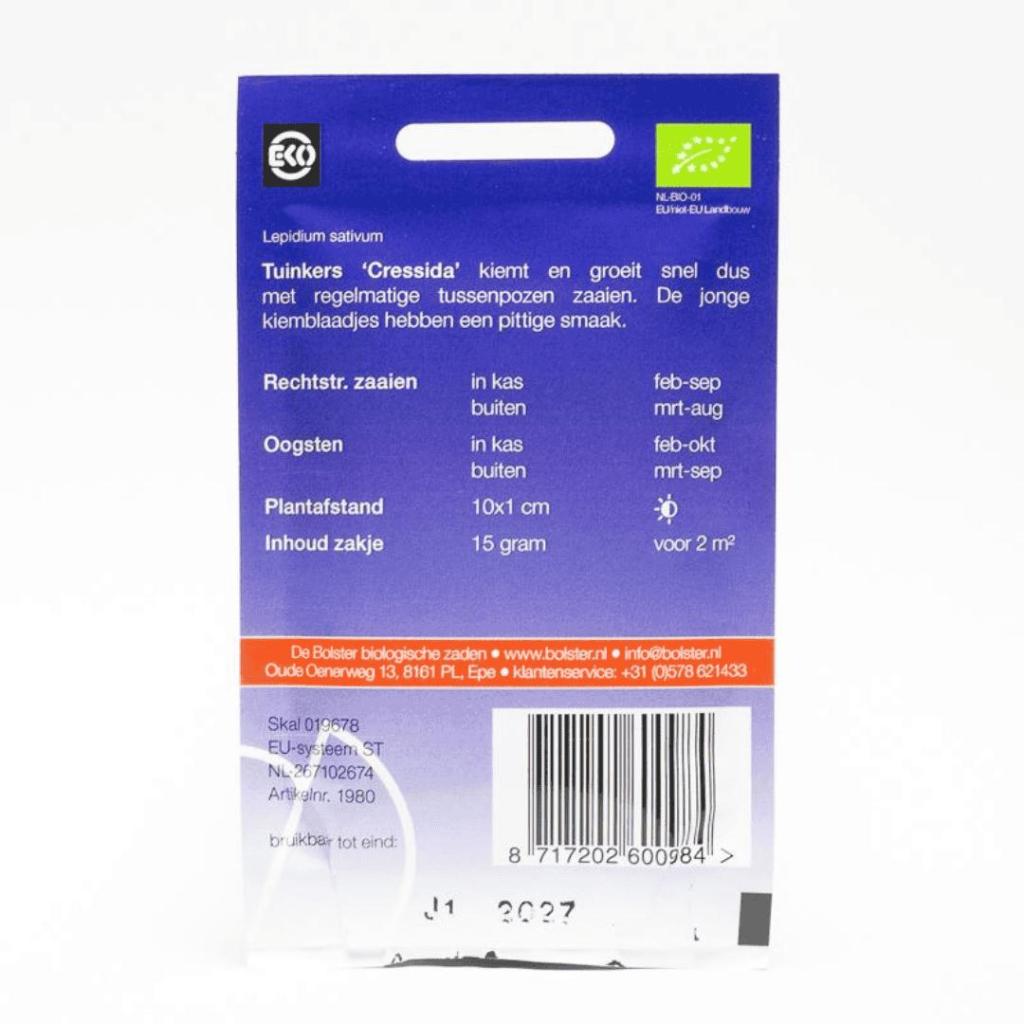 EKO
NL-BIO-01
EU/niet-EU Landbouw
Lepidium sativum
Tuinkers ‘Cressida’ kiemt en groeit snel dus
met regelmatige tussenpozen zaaien. De jonge
kiemblaadjes hebben een pittige smaak.
Rechtstr. zaaien in kas feb-sep
buiten mrt-aug
Oogsten in kas feb-okt
buiten mrt-sep
Plantafstand 10x1 cm
Inhoud zakje 15 gram voor 2 m²
De Bolster biologische zaden • www.bolster.nl • info@bolster.nl
Oude Oenerweg 13, 8161 PL, Epe • klantenservice: +31 (0)578 621433
Skal 019678
EU-systeem ST
NL-267102674
Artikelnr. 1980
bruikbaar tot eind:
8 717202 600984 >
J1 2027